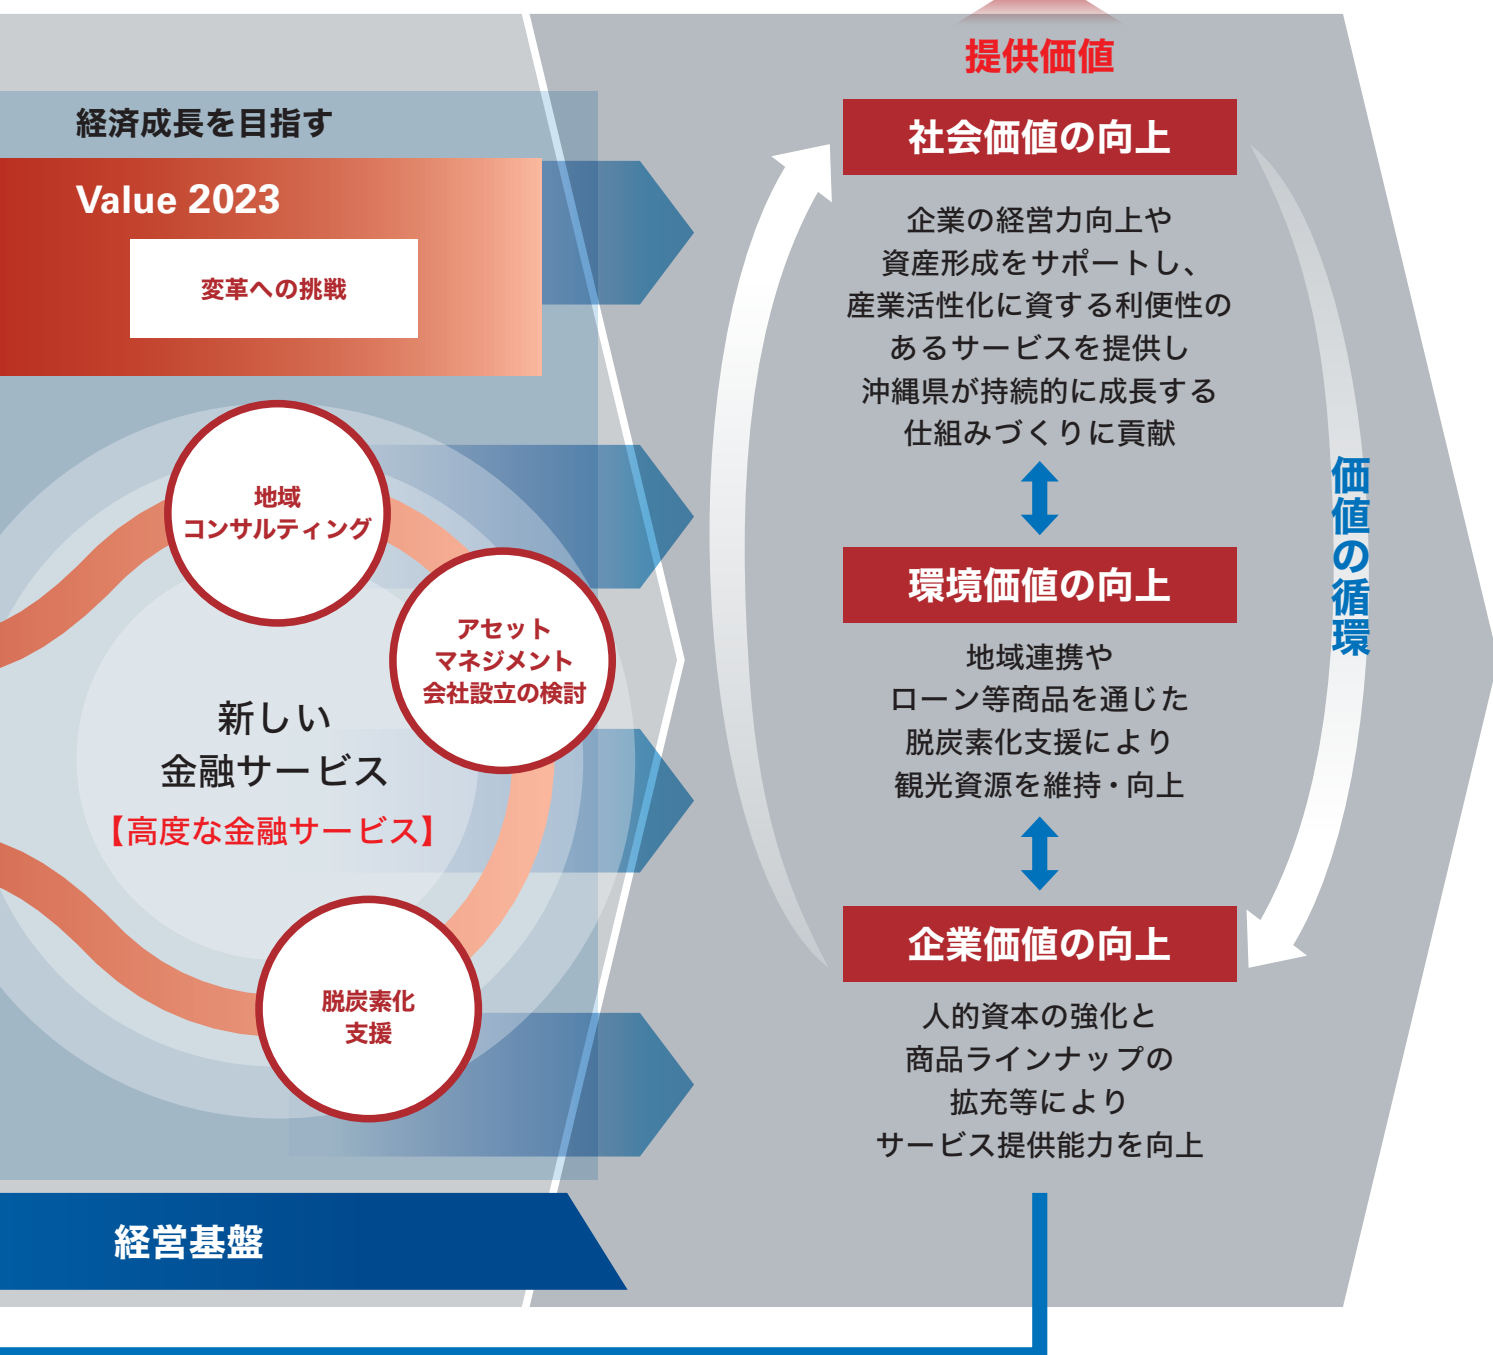 経済成長を目指す
Value 2023
変革への挑戦
地域
コンサルティング
アセット
マネジメント
会社設立の検討
新しい
金融サービス
【高度な金融サービス】
脱炭素化
支援
経営基盤
提供価値
社会価値の向上
企業の経営力向上や
資産形成をサポートし、
産業活性化に資する利便性の
あるサービスを提供し
沖縄県が持続的に成長する
仕組みづくりに貢献
環境価値の向上
地域連携や
ローン等商品を通じた
脱炭素化支援により
観光資源を維持・向上
企業価値の向上
人的資本の強化と
商品ラインナップの
拡充等により
サービス提供能力を向上
価値の循環